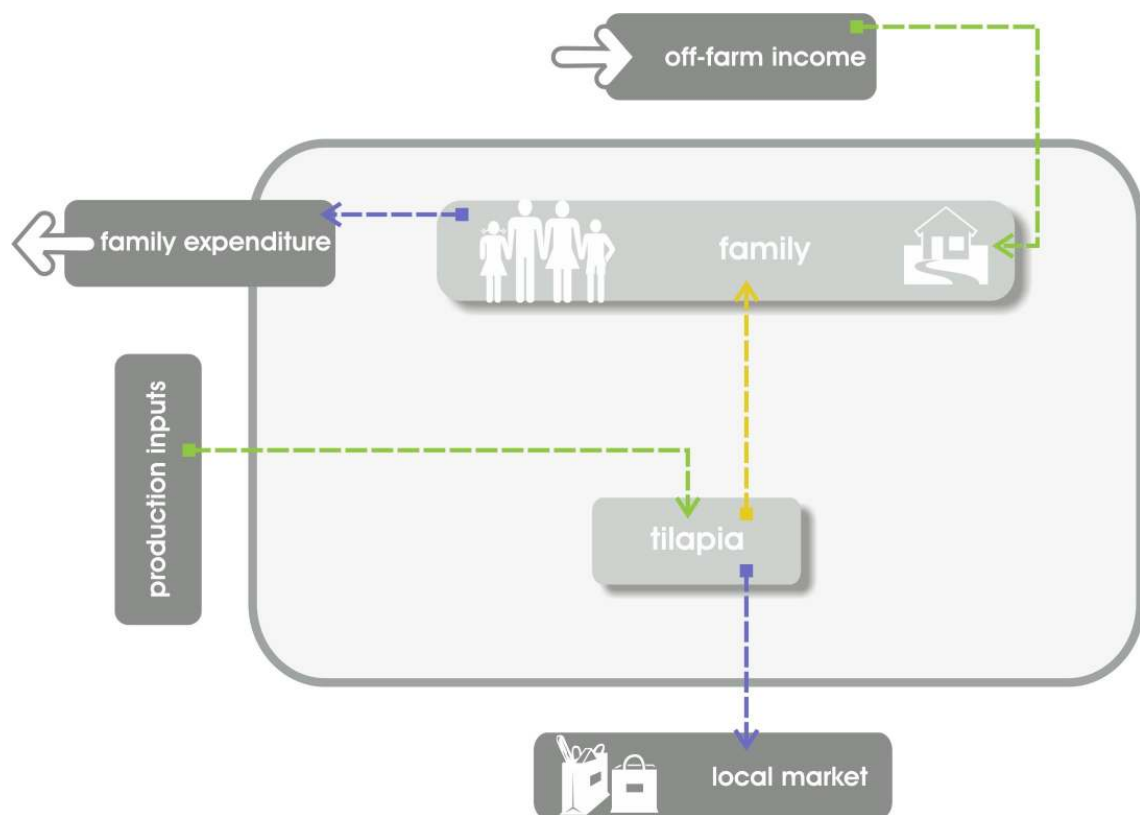 off-farm income
family expenditure
family
production inputs
tilapia
local market